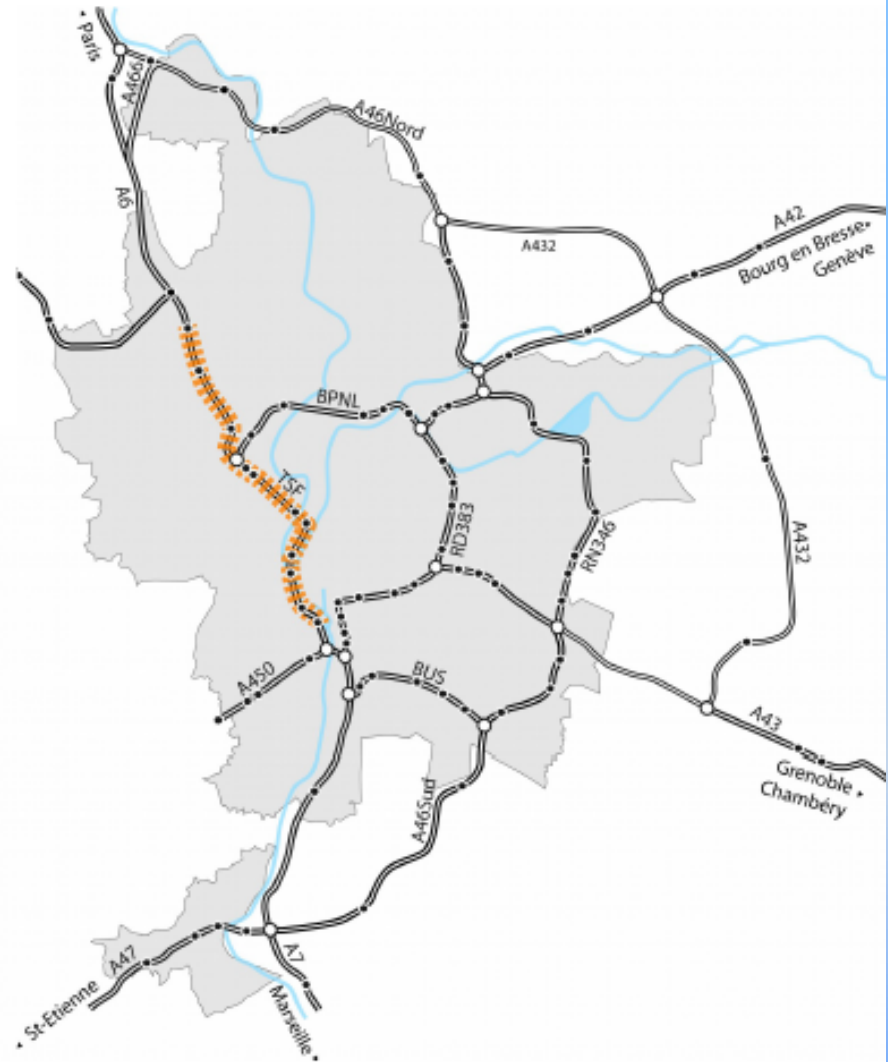 Paris
A466
A46Nord
A6
A42
A432
Bourg en Bresse
Genève
BPNL
TSF
RD383
RN346
A432
A450
BUS
A43
Grenoble
Chambéry
A46Sud
A47
A7
St-Etienne
Marseille